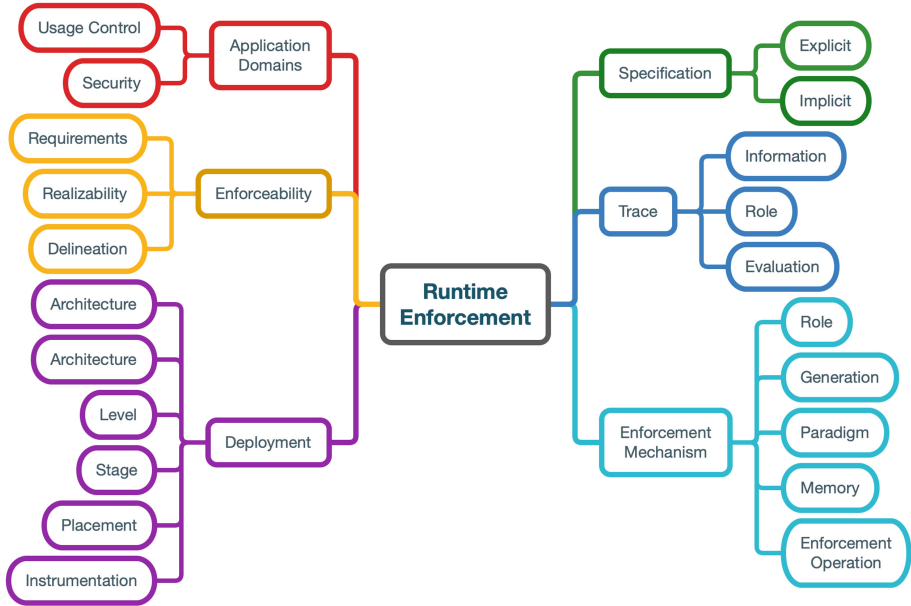 Usage Control
Security
Application
Domains
Requirements
Realizability
Delineation
Enforceability
Architecture
Architecture
Level
Stage
Placement
Instrumentation
Deployment
Runtime
Enforcement
Specification
Explicit
Implicit
Trace
Information
Role
Evaluation
Enforcement
Mechanism
Role
Generation
Paradigm
Memory
Enforcement
Operation